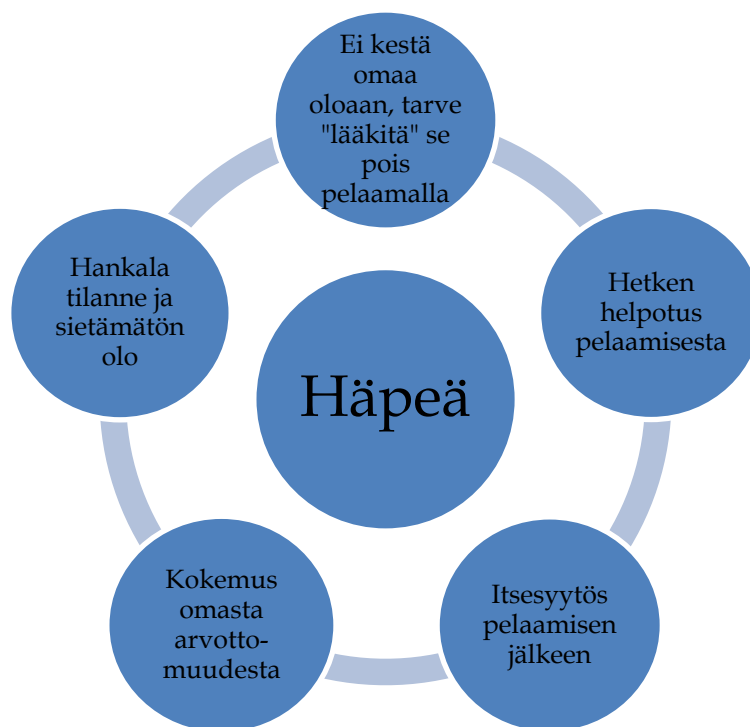 Ei kestä
omaa
oloaan, tarve
"lääkitä" se
pois
pelaamalla
Hetken
helpotus
pelaamisesta
Itsesyytös
pelaamisen
jälkeen
Kokemus
omasta
arvotto-
muudesta
Hankala
tilanne ja
sietämätön
olo
Häpeä